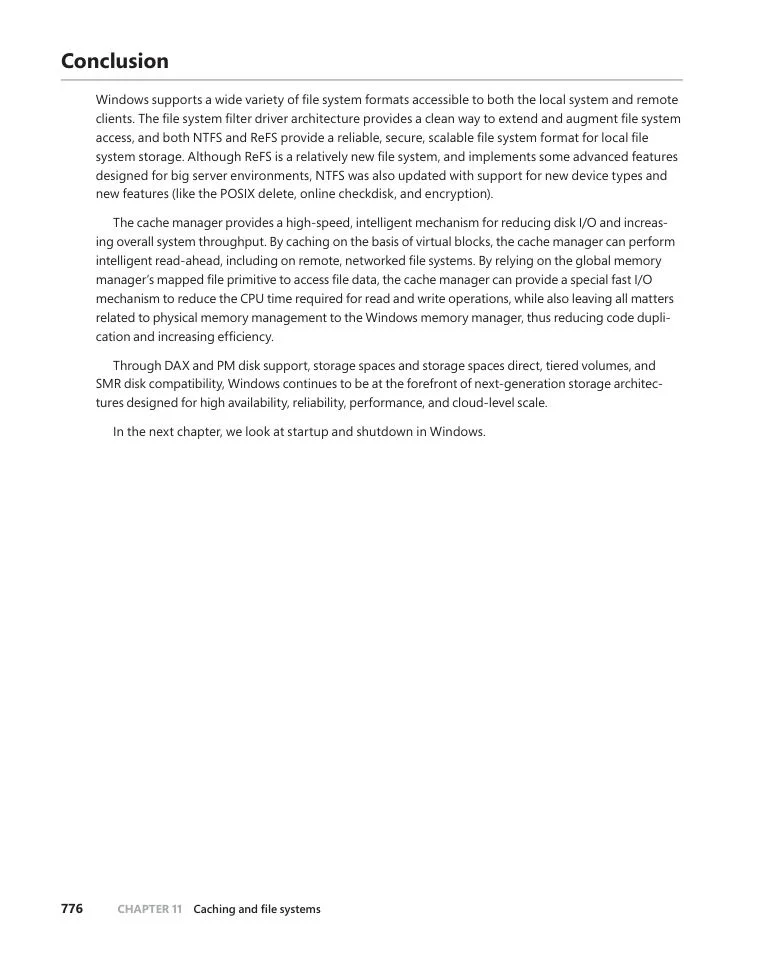 Conclusion
Windows supports a wide variety of file system formats accessible to both the local system and remote
clients. The file system filter driver architecture provides a clean way to extend and augment file system
access, and both NTFS and ReFS provide a reliable, secure, scalable file system format for local file
system storage. Although ReFS is a relatively new file system, and implements some advanced features
designed for big server environments, NTFS was also updated with support for new device types and
new features (like the POSIX delete, online checkdisk, and encryption).
The cache manager provides a high-speed, intelligent mechanism for reducing disk I/O and increas-
ing overall system throughput. By caching on the basis of virtual blocks, the cache manager can perform
intelligent read-ahead, including on remote, networked file systems. By relying on the global memory
manager's mapped file primitive to access file data, the cache manager can provide a special fast I/O
mechanism to reduce the CPU time required for read and write operations, while also leaving all matters
related to physical memory management to the Windows memory manager, thus reducing code dupli-
cation and increasing efficiency.
Through DAX and PM disk support, storage spaces and storage spaces direct, tiered volumes, and
SMR disk compatibility, Windows continues to be at the forefront of next-generation storage architec-
tures designed for high availability, reliability, performance, and cloud-level scale.
In the next chapter, we look at startup and shutdown in Windows.
776 CHAPTER 11 Caching and file systems